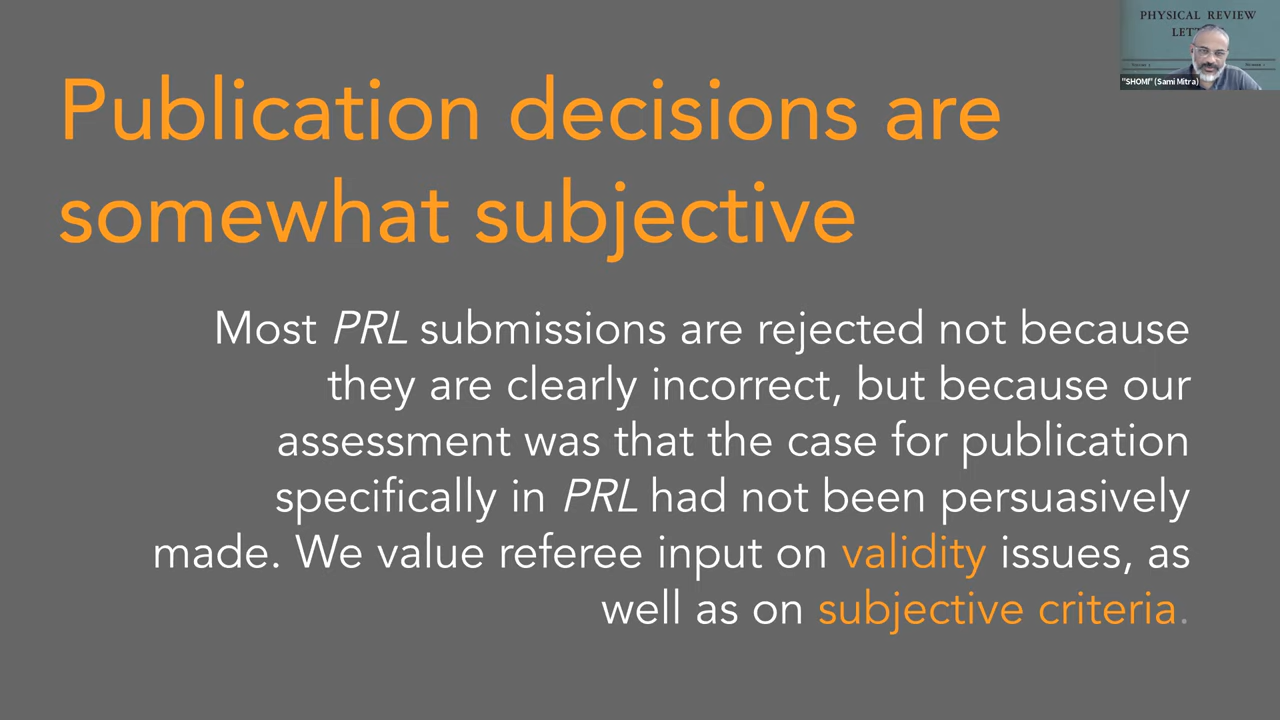 PHYSICAL REVIEW
"SHOMI" (Sami Mitra)
Publication decisions are
somewhat subjective
Most PRL submissions are rejected not because
they are clearly incorrect, but because our
assessment was that the case for publication
specifically in PRL had not been persuasively
made. We value referee input on validity issues, as
well as on subjective criteria.